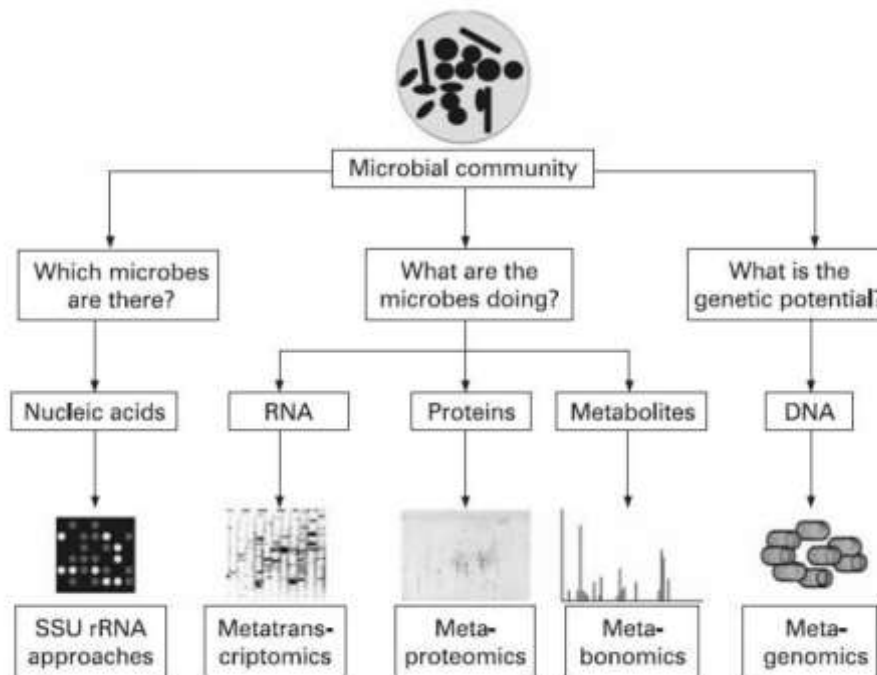 Microbial community
Which microbes
are there?
What are the
microbes doing?
What is the
genetic potential?
Nucleic acids
RNA
Proteins
Metabolites
DNA
SSU rRNA
approaches
Metatrans-
criptomics
Meta-
proteomics
Meta-
bonomics
Meta-
genomics